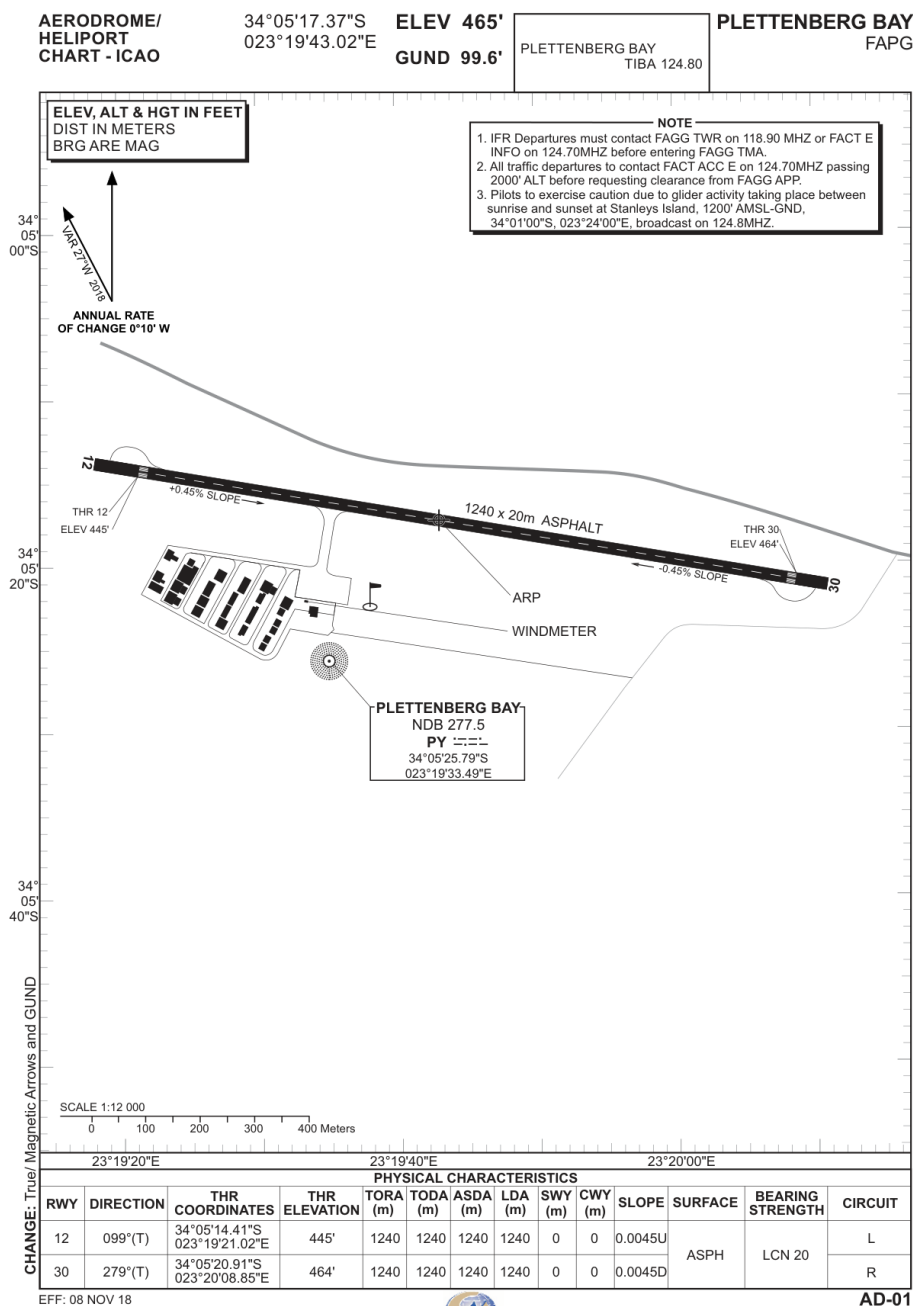 AERODROME/
HELIPORT
CHART - ICAO
34°05'17.37"S
023°19'43.02"E
ELEV 465'
GUND 99.6'
PLETTENBERG BAY
TIBA 124.80
PLETTENBERG BAY
FAPG
ELEV, ALT & HGT IN FEET
DIST IN METERS
BRG ARE MAG
NOTE
1. IFR Departures must contact FAGG TWR on 118.90 MHZ or FACT E
INFO on 124.70MHZ before entering FAGG TMA.
2. All traffic departures to contact FACT ACC E on 124.70MHZ passing
2000' ALT before requesting clearance from FAGG APP.
3. Pilots to exercise caution due to glider activity taking place between
sunrise and sunset at Stanleys Island, 1200' AMSL-GND,
34°01'00"S, 023°24'00"E, broadcast on 124.8MHZ.
34°
05'
00"S
VAR 27°W 2018
ANNUAL RATE
OF CHANGE 0°10' W
12
+0.45% SLOPE
THR 12
ELEV 445'
1240 x 20m ASPHALT
THR 30
ELEV 464'
-0.45% SLOPE
30
34°
05'
20"S
ARP
WINDMETER
PLETTENBERG BAY
NDB 277.5
PY
34°05'25.79"S
023°19'33.49"E
34°
05'
40"S
SCALE 1:12 000
0 100 200 300 400 Meters
23°19'20"E 23°19'40"E 23°20'00"E
CHANGE: True/ Magnetic Arrows and GUND
PHYSICAL CHARACTERISTICS
RWY DIRECTION THR COORDINATES THR ELEVATION TORA (m) TODA (m) ASDA (m) LDA (m) SWY (m) CWY (m) SLOPE SURFACE BEARING STRENGTH CIRCUIT
12 099°(T) 34°05'14.41"S 023°19'21.02"E 445' 1240 1240 1240 1240 0 0 0.0045U ASPH LCN 20 L
30 279°(T) 34°05'20.91"S 023°20'08.85"E 464' 1240 1240 1240 1240 0 0 0.0045D R
EFF: 08 NOV 18
AD-01